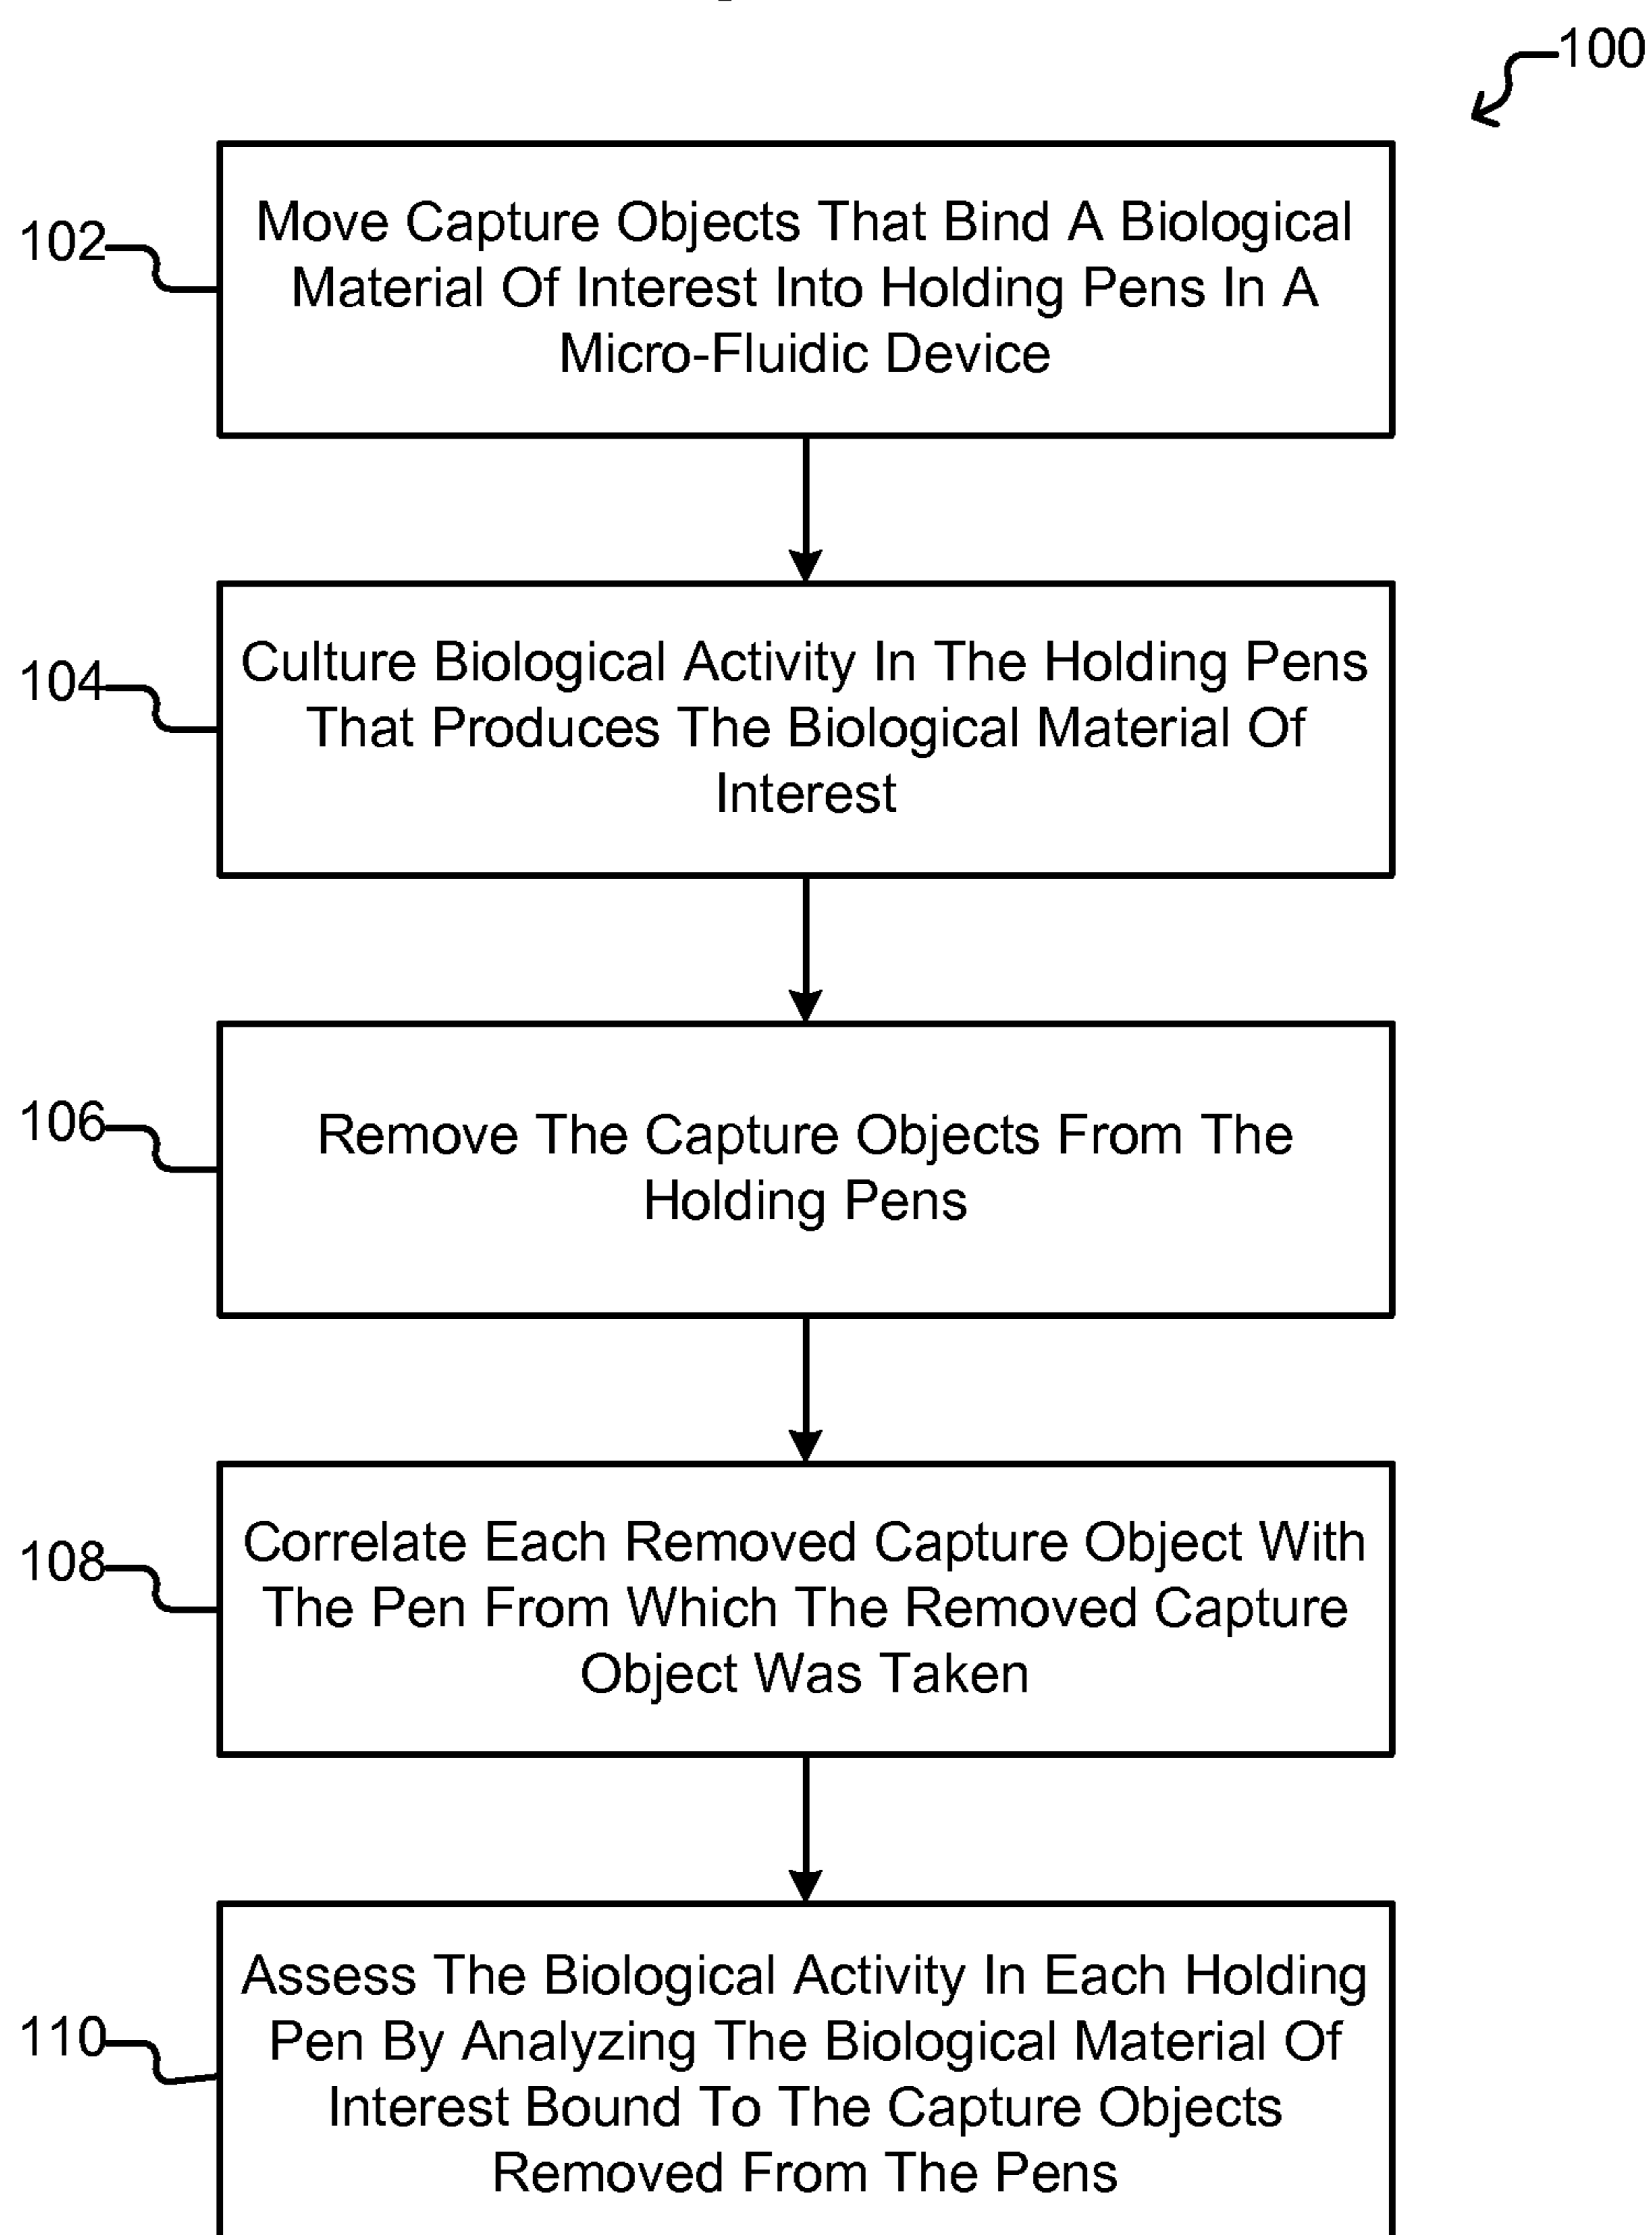 100
102
Move Capture Objects That Bind A Biological
Material Of Interest Into Holding Pens In A
Micro-Fluidic Device
104
Culture Biological Activity In The Holding Pens
That Produces The Biological Material Of
Interest
106
Remove The Capture Objects From The
Holding Pens
108
Correlate Each Removed Capture Object With
The Pen From Which The Removed Capture
Object Was Taken
110
Assess The Biological Activity In Each Holding
Pen By Analyzing The Biological Material Of
Interest Bound To The Capture Objects
Removed From The Pens